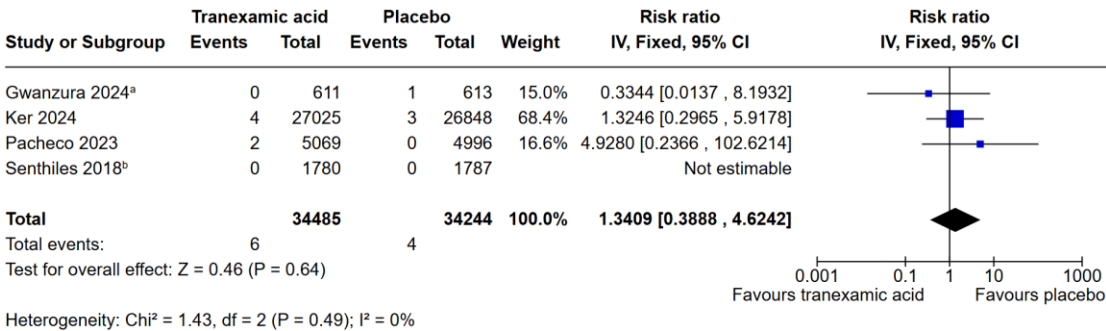 Tranexamic acid Placebo Risk ratio Risk ratio
Study or Subgroup Events Total Events Total Weight IV, Fixed, 95% CI IV, Fixed, 95% CI
Gwanzura 2024ᵃ 0 611 1 613 15.0% 0.3344 [0.0137 , 8.1932]
Ker 2024 4 27025 3 26848 68.4% 1.3246 [0.2965 , 5.9178]
Pacheco 2023 2 5069 0 4996 16.6% 4.9280 [0.2366 , 102.6214]
Senthiles 2018ᵇ 0 1780 0 1787 Not estimable
Total 34485 34244 100.0% 1.3409 [0.3888 , 4.6242]
Total events: 6 4
Test for overall effect: Z = 0.46 (P = 0.64)
0.001 0.1 1 10 1000
Favours tranexamic acid Favours placebo
Heterogeneity: Chi² = 1.43, df = 2 (P = 0.49); I² = 0%